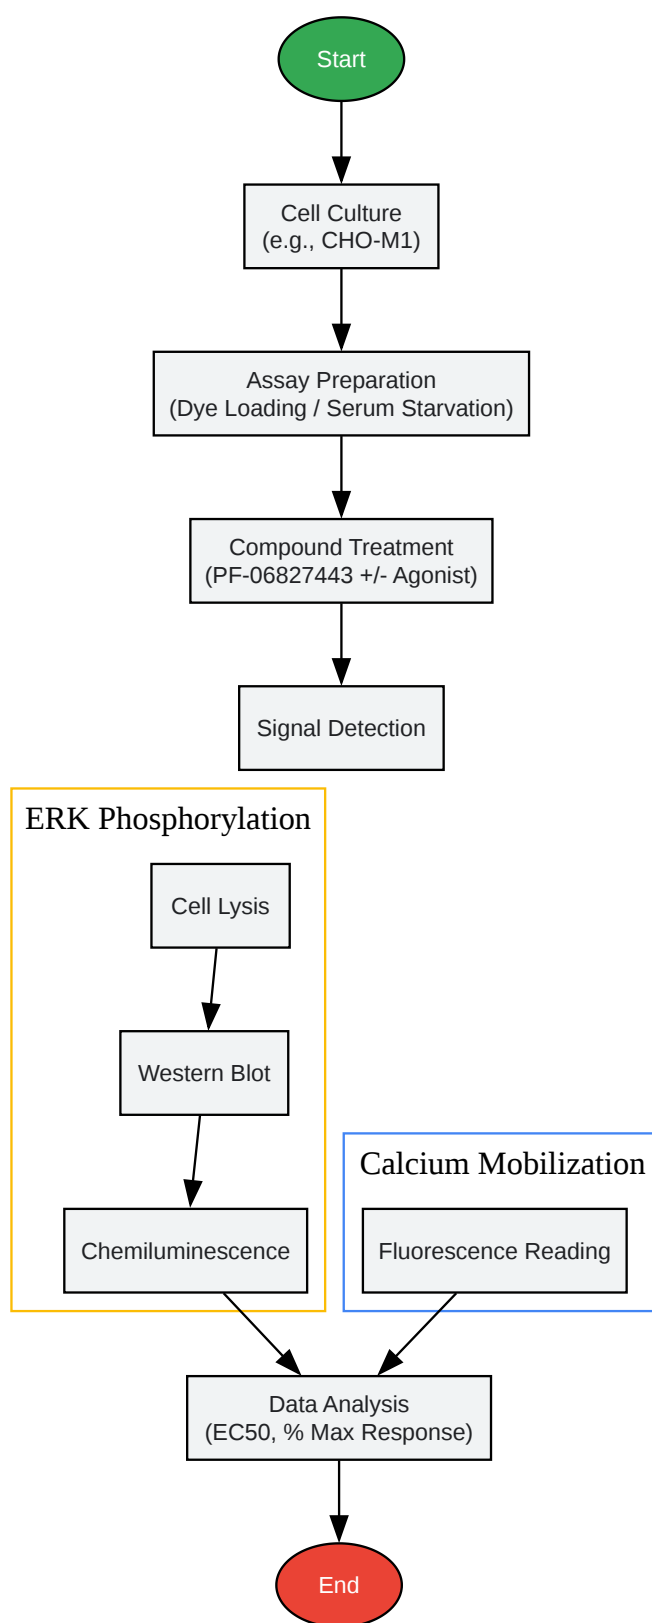 Start
Cell Culture
(e.g., CHO-M1)
Assay Preparation
(Dye Loading / Serum Starvation)
Compound Treatment
(PF-06827443 +/- Agonist)
Signal Detection
ERK Phosphorylation
Cell Lysis
Western Blot
Chemiluminescence
Calcium Mobilization
Fluorescence Reading
Data Analysis
(EC50, % Max Response)
End